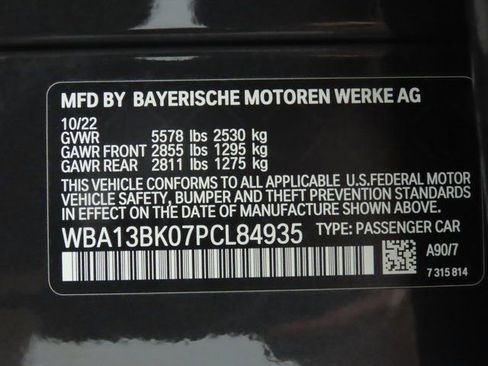 MFD BY BAYERISCHE MOTOREN WERKE AG
10/22
GVWR 5578 lbs 2530 kg
GAWR FRONT 2855 lbs 1295 kg
GAWR REAR 2811 lbs 1275 kg
THIS VEHICLE CONFORMS TO ALL APPLICABLE U.S.FEDERAL MOTOR
VEHICLE SAFETY, BUMPER AND THEFT PREVENTION STANDARDS
IN EFFECT ON THE DATE OF MANUFACTURE SHOWN ABOVE.
WBA13BK07PCL84935 TYPE: PASSENGER CAR
A90/7
7 315 814